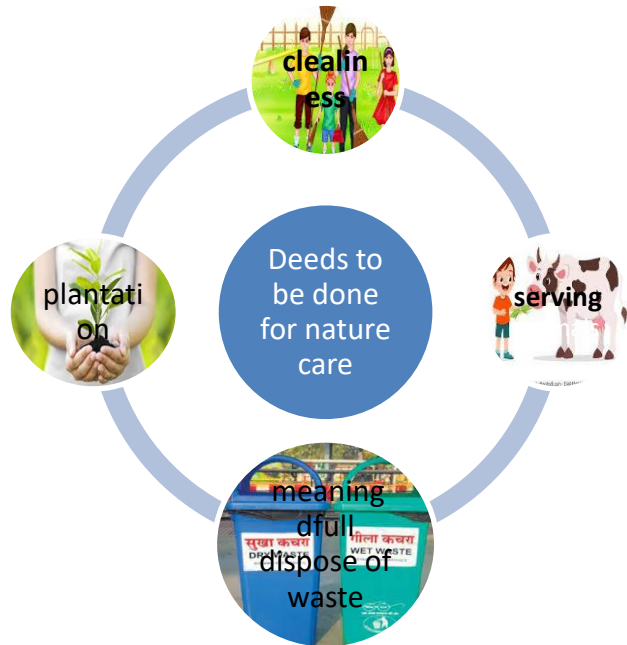 clealin
ess
Deeds to
be done
for nature
care
plantati
on
serving
meaning
dfull
dispose of
waste
सुखा कचरा
DRY WASTE
गीला कचरा
WET WASTE